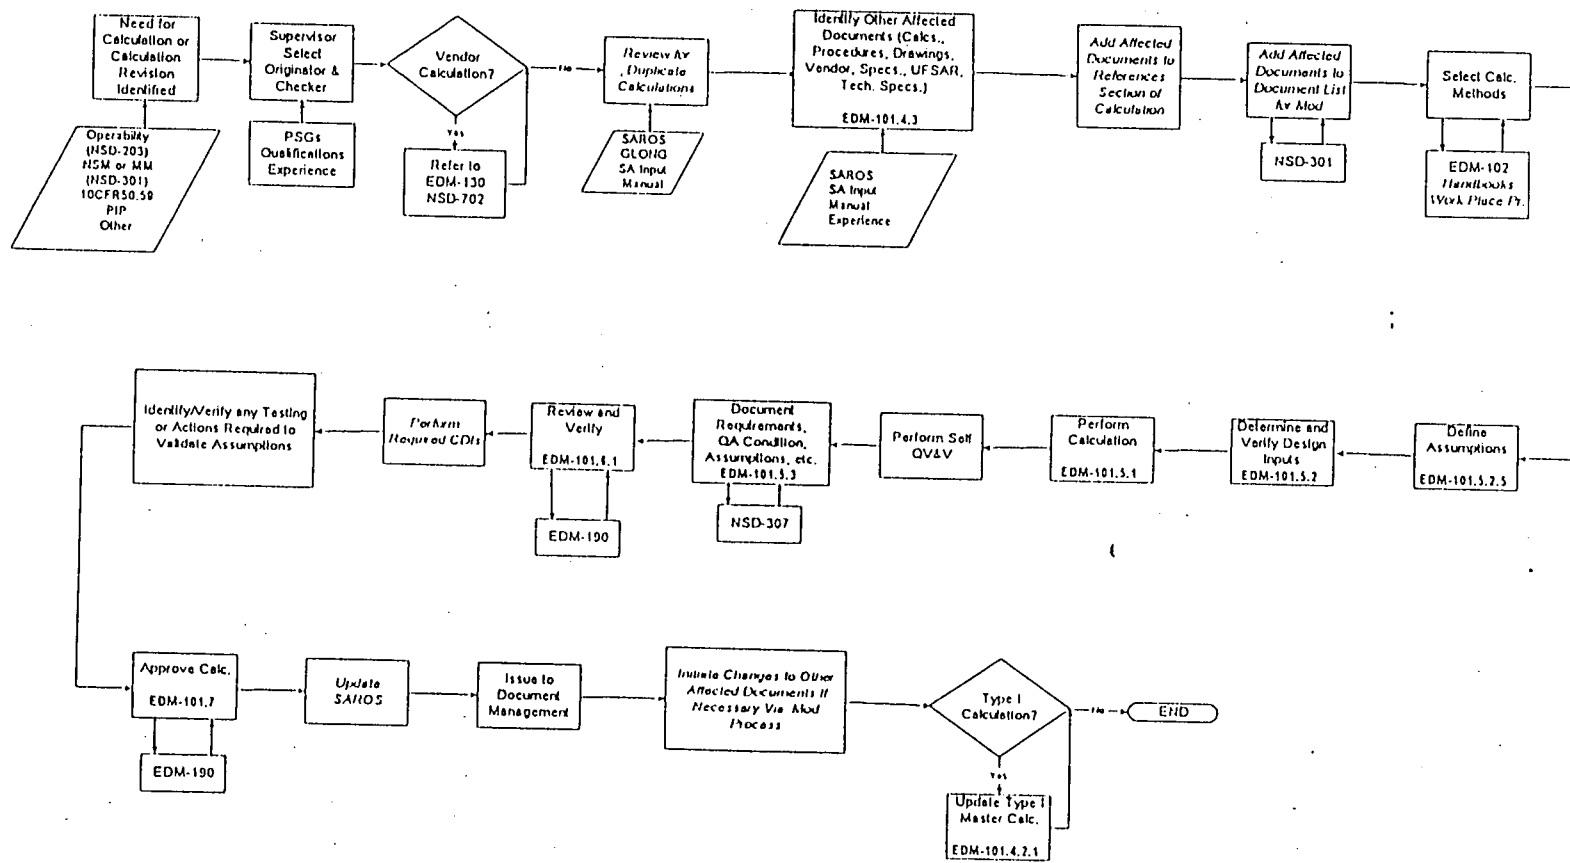 Need for
Calculation or
Calculation
Revision
Identified
Operability
(NSD-203)
NSM or MM
(NSD-301)
10CFR50.59
PIP
Other
Supervisor
Select
Originator &
Checker
PSGs
Qualifications
Experience
Vendor
Calculation?
No
Yes
Refer to
EDM-130
NSD-702
Review for
Duplicate
Calculations
SAROS
GLONG
SA Input
Manual
Identify Other Affected
Documents (Calcs.,
Procedures, Drawings,
Vendor, Specs., UFSAR,
Tech. Specs.)
EDM-101.4.3
SAROS
SA Input
Manual
Experience
Add Affected
Documents to
References
Section of
Calculation
Add Affected
Documents to
Document List
for Mod
NSD-301
Select Calc.
Methods
EDM-102
Handbooks
Work Place Pr.
Identify/Verify any Testing
or Actions Required to
Validate Assumptions
Perform
Required CDIs
Review and
Verify
EDM-101.6.1
EDM-190
Document
Requirements,
QA Condition,
Assumptions, etc.
EDM-101.5.3
NSD-307
Perform Self
QV&V
Perform
Calculation
EDM-101.5.1
Determine and
Verify Design
Inputs
EDM-101.5.2
Define
Assumptions
EDM-101.5.2.5
Approve Calc.
EDM-101.7
EDM-190
Update
SAROS
Issue to
Document
Management
Initiate Changes to Other
Affected Documents If
Necessary Via Mod
Process
Type I
Calculation?
No
END
Yes
Update Type I
Master Calc.
EDM-101.4.2.1